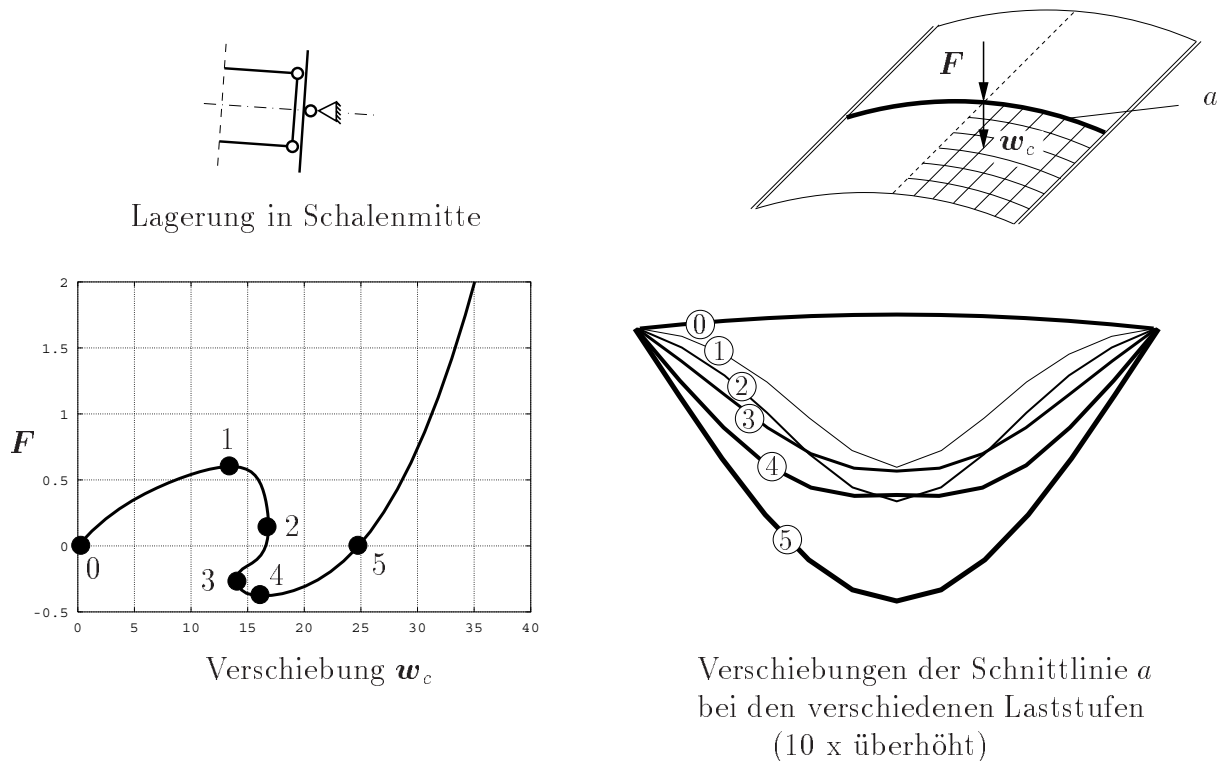 F
a
w_c
Lagerung in Schalenmitte
2
1.5
1
0.5
0
-0.5
F
0
1
2
3
4
5
0 5 10 15 20 25 30 35 40
Verschiebung w_c
0
1
2
3
4
5
Verschiebungen der Schnittlinie a
bei den verschiedenen Laststufen
(10 x überhöht)